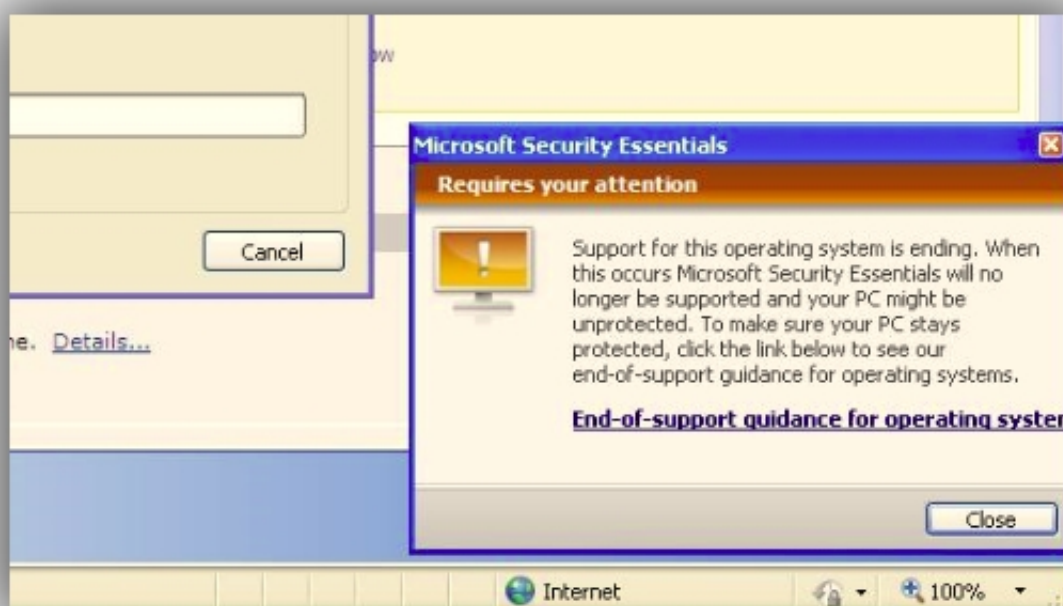 ow
Microsoft Security Essentials
Requires your attention
Cancel
Support for this operating system is ending. When
this occurs Microsoft Security Essentials will no
longer be supported and your PC might be
unprotected. To make sure your PC stays
protected, click the link below to see our
end-of-support guidance for operating systems.
e. Details...
End-of-support guidance for operating system
Close
Internet
100%